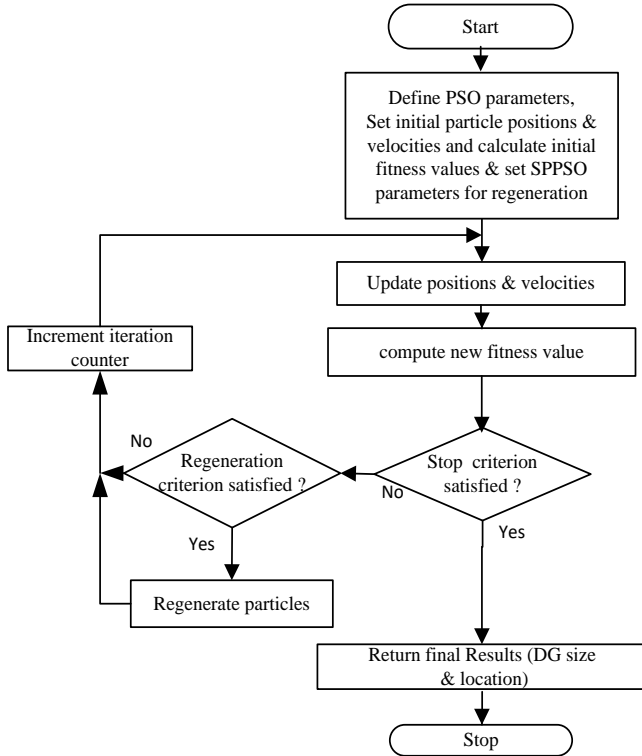 Start
Define PSO parameters,
Set initial particle positions &
velocities and calculate initial
fitness values & set SPPSO
parameters for regeneration
Update positions & velocities
Increment iteration
counter
compute new fitness value
No
Regeneration
criterion satisfied ?
Stop criterion
satisfied ?
No
Yes
Yes
Regenerate particles
Return final Results (DG size
& location)
Stop